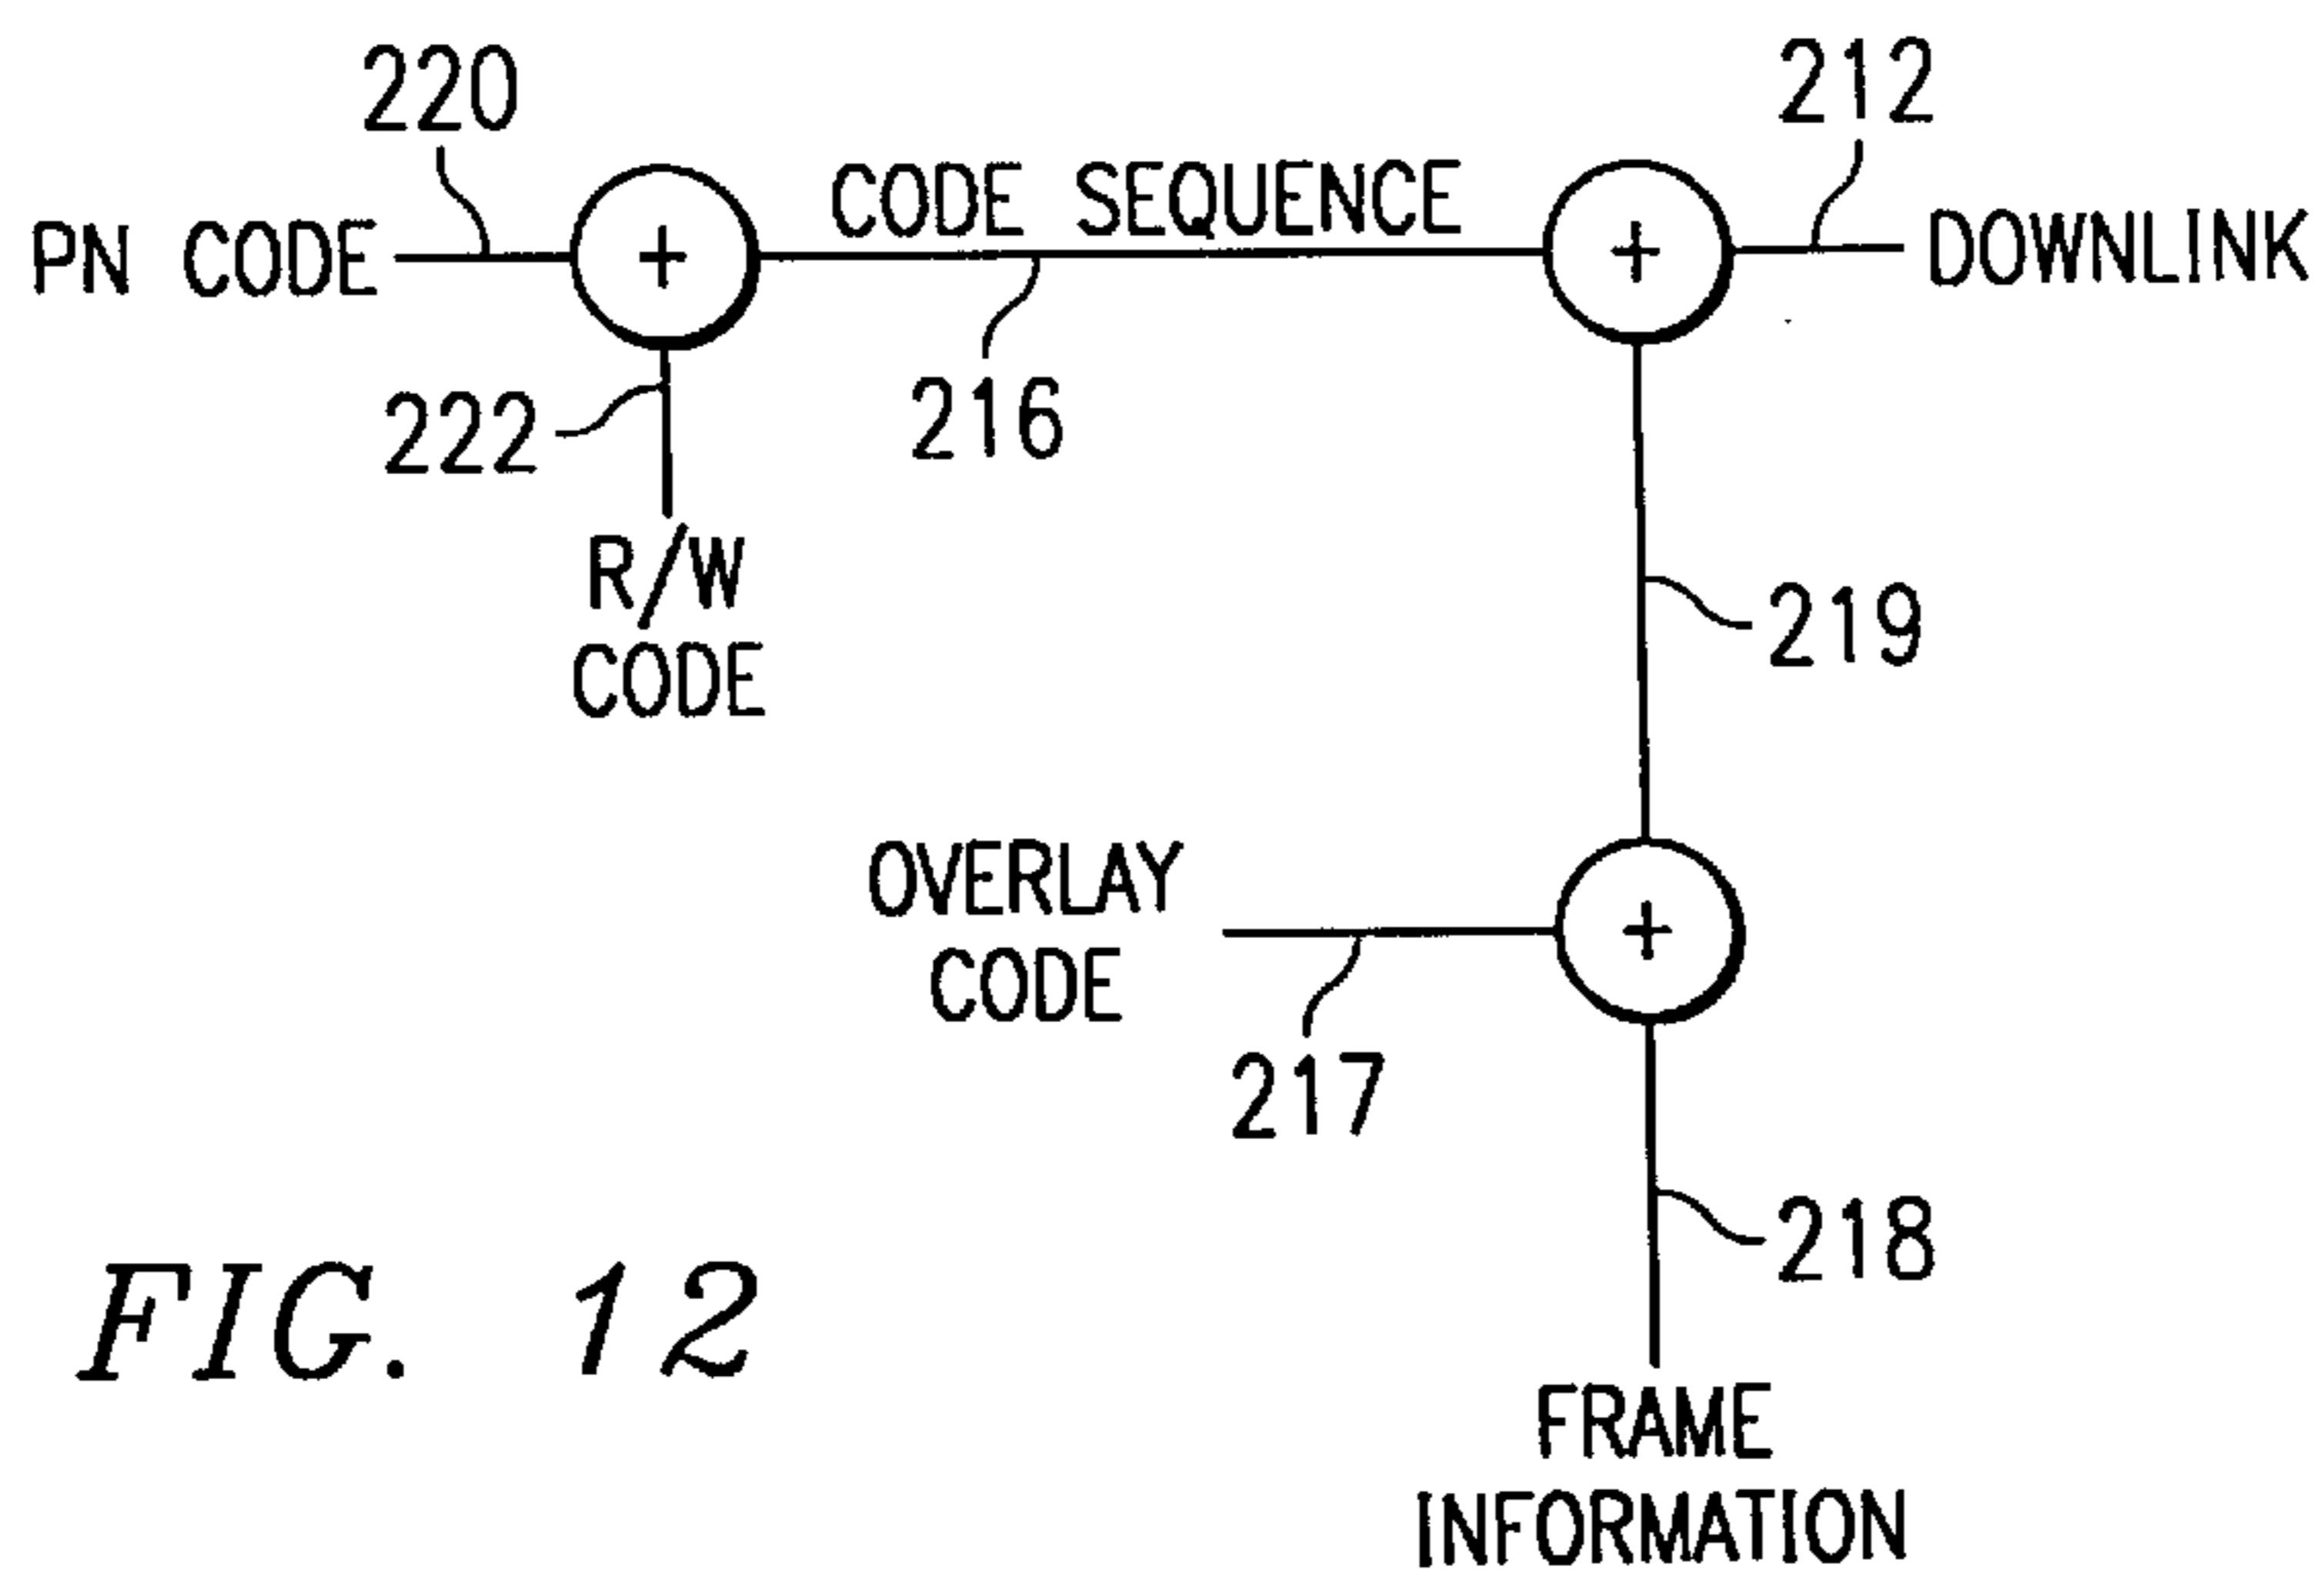 220
212
PN CODE
+
CODE SEQUENCE
+
DOWNLINK
222
216
R/W
CODE
219
OVERLAY
CODE
+
217
218
FIG. 12
FRAME
INFORMATION